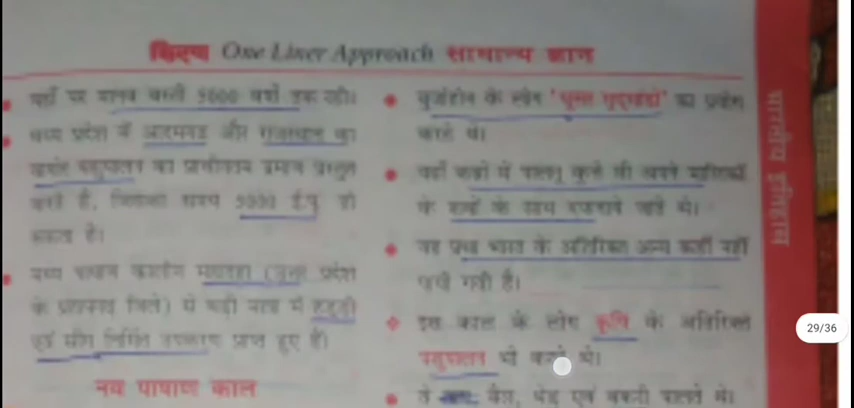 किरण One Liner Approach सामान्य ज्ञान
यहाँ पर मानव बस्ती 5000 वर्षों तक रही।
मध्य प्रदेश में आदमगढ़ और राजस्थान का
बागोर पशुपालन का प्राचीनतम प्रमाण प्रस्तुत
करते हैं, जिसका समय 5000 ई.पू. हो
सकता है।
मध्य पाषाण कालीन महदहा (उत्तर प्रदेश
के प्रतापगढ़ जिले) से बड़ी मात्रा में हड्डी
एवं सींग निर्मित उपकरण प्राप्त हुए हैं।
नव पाषाण काल
बुर्जहोम के लोग का प्रयोग
करते थे।
यहाँ कब्रों में पालतू कुत्ते भी अपने मालिकों
के शवों के साथ दफनाये जाते थे।
यह प्रथा भारत के अतिरिक्त अन्य कहीं नहीं
पायी गयी है।
इस काल के लोग कृषि के अतिरिक्त
पशुपालन भी करते थे।
वे गाय, बैल, भेड़ एवं बकरी पालते थे।
भारतीय इतिहास
29/36